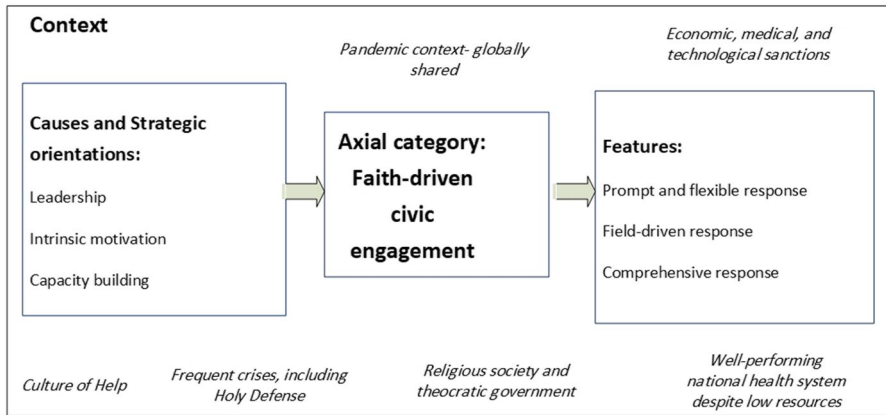 Context
Pandemic context- globally
shared
Economic, medical, and
technological sanctions
Causes and Strategic
orientations:
Leadership
Intrinsic motivation
Capacity building
Axial category:
Faith-driven
civic
engagement
Features:
Prompt and flexible response
Field-driven response
Comprehensive response
Culture of Help
Frequent crises, including
Holy Defense
Religious society and
theocratic government
Well-performing
national health system
despite low resources